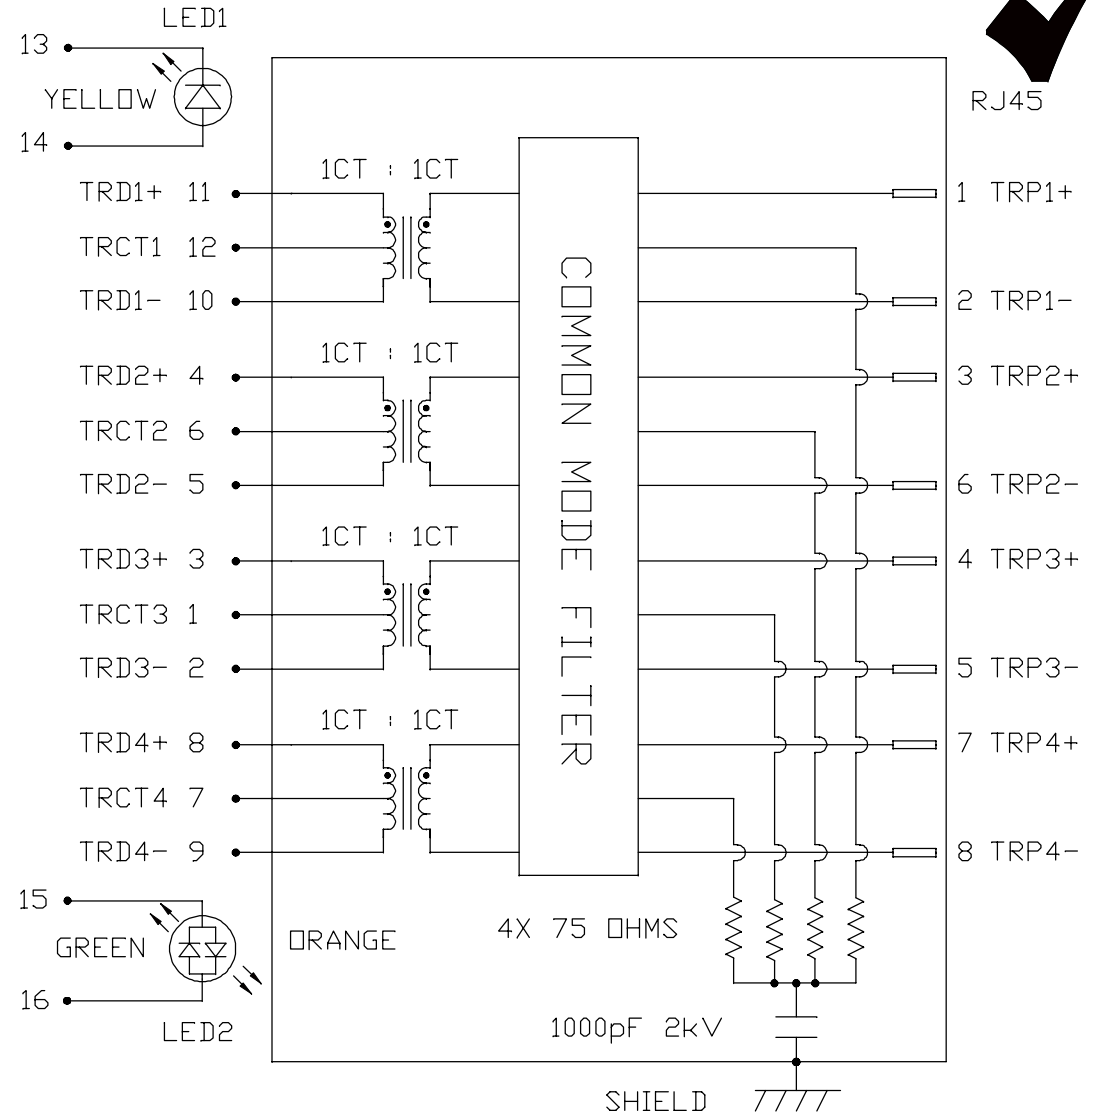 LED1
13
YELLOW
14
RJ45
1CT : 1CT
TRD1+ 11
1 TRP1+
TRCT1 12
TRD1- 10
2 TRP1-
1CT : 1CT
TRD2+ 4
3 TRP2+
TRCT2 6
TRD2- 5
6 TRP2-
1CT : 1CT
TRD3+ 3
4 TRP3+
TRCT3 1
TRD3- 2
5 TRP3-
1CT : 1CT
TRD4+ 8
7 TRP4+
TRCT4 7
TRD4- 9
8 TRP4-
COMMON MODE FILTER
15
GREEN
ORANGE
16
LED2
4X 75 OHMS
1000pF 2kV
SHIELD